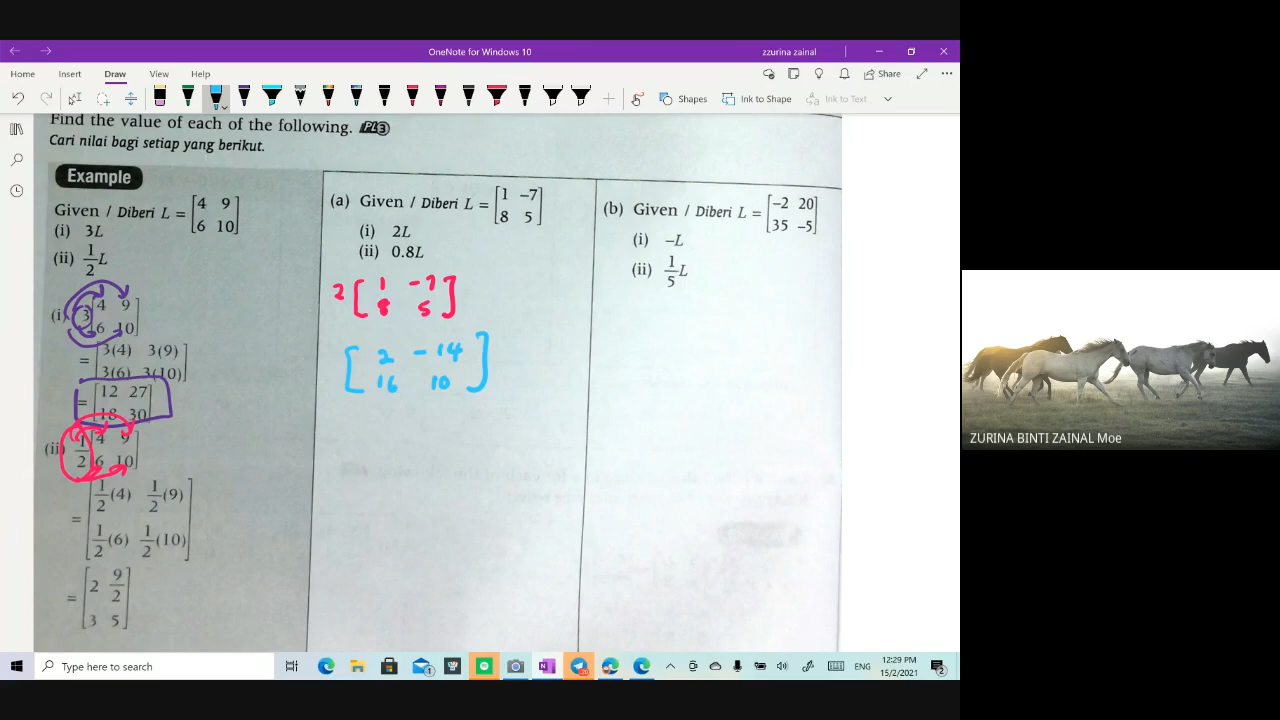 OneNote for Windows 10
zzurina zainal
Home Insert Draw View Help
Share
Shapes
Ink to Shape
Ink to Text
Find the value of each of the following. PL3
Cari nilai bagi setiap yang berikut.
Example
Given / Diberi L = [4 9
6 10]
(i) 3L
(ii) 1/2 L
(i) 3[4 9
6 10]
= [3(4) 3(9)
3(6) 3(10)]
= [12 27
18 30]
(ii) 1/2 [4 9
6 10]
= [1/2(4) 1/2(9)
1/2(6) 1/2(10)]
= [2 9/2
3 5]
(a) Given / Diberi L = [1 −7
8 5]
(i) 2L
(ii) 0.8L
2 [1 -7
8 5]
[2 -14
16 10]
(b) Given / Diberi L = [−2 20
35 −5]
(i) −L
(ii) 1/5 L
ZURINA BINTI ZAINAL Moe
Type here to search
ENG
12:29 PM
15/2/2021
2